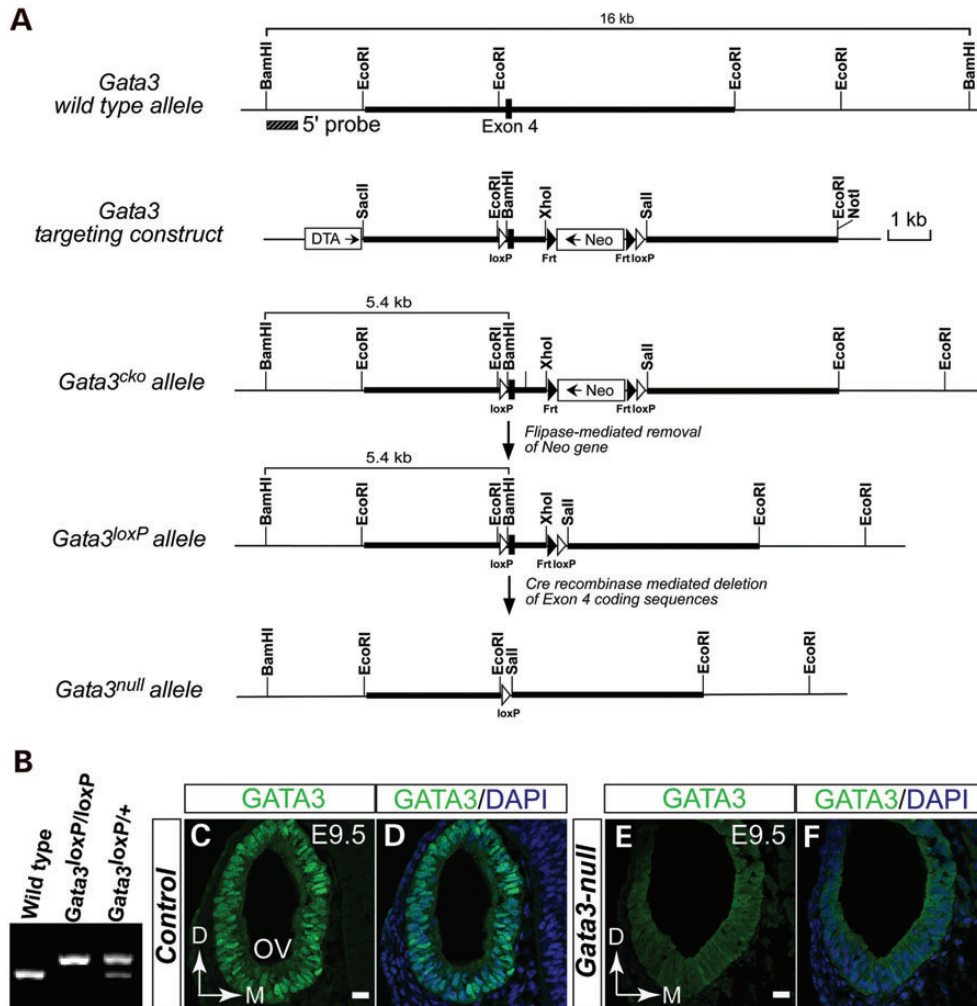 A
16 kb
BamHI EcoRI EcoRI EcoRI EcoRI BamHI
Gata3
wild type allele
5' probe
Exon 4
SacII EcoRI BamHI XhoI SalI EcoRI NotI
Gata3
targeting construct
DTA → ← Neo
loxP Frt Frt loxP
1 kb
5.4 kb
BamHI EcoRI EcoRI BamHI XhoI SalI EcoRI EcoRI
Gata3cko allele
← Neo
loxP Frt Frt loxP
Flipase-mediated removal
of Neo gene
5.4 kb
BamHI EcoRI EcoRI BamHI XhoI SalI EcoRI EcoRI
Gata3loxP allele
loxP Frt loxP
Cre recombinase mediated deletion
of Exon 4 coding sequences
BamHI EcoRI EcoRI SalI EcoRI EcoRI
Gata3null allele
loxP
B
Wild type
Gata3loxP/loxP
Gata3loxP/+
GATA3
GATA3/DAPI
GATA3
GATA3/DAPI
Control
C E9.5
D
OV
D
M
Gata3-null
E E9.5
F
D
M